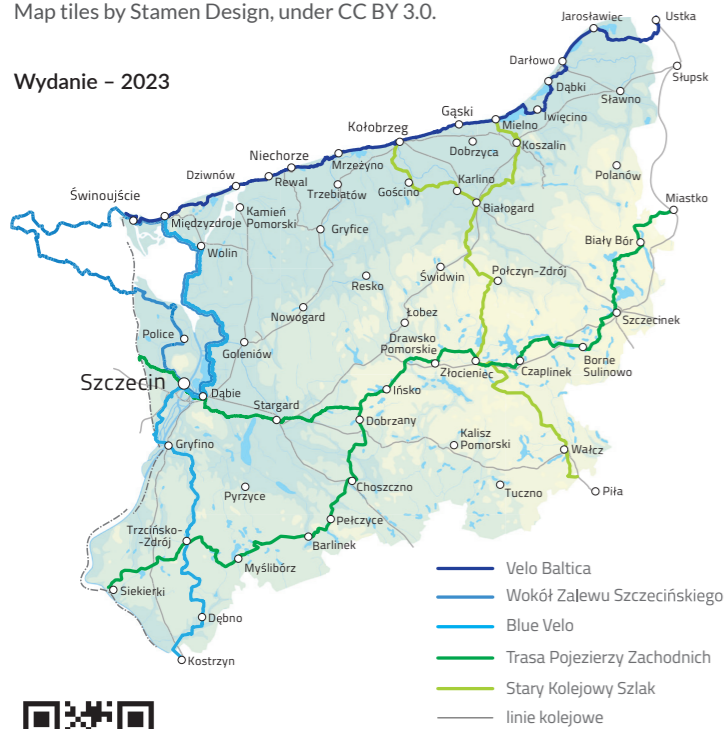 Map tiles by Stamen Design, under CC BY 3.0.
Wydanie – 2023
Jarosławiec
Ustka
Darłowo
Słupsk
Dąbki
Sławno
Iwięcino
Gąski
Mielno
Kołobrzeg
Koszalin
Dobrzyca
Niechorze
Mrzeżyno
Polanów
Dziwnów
Rewal
Trzebiatów
Gościno
Karlino
Świnoujście
Miastko
Białogard
Międzyzdroje
Kamień
Pomorski
Gryfice
Biały Bór
Wolin
Świdwin
Połczyn-Zdrój
Resko
Nowogard
Łobez
Szczecinek
Police
Goleniów
Drawsko
Pomorskie
Złocieniec
Czaplinek
Borne
Sulinowo
Szczecin
Dąbie
Ińsko
Stargard
Dobrzany
Gryfino
Kalisz
Pomorski
Wałcz
Choszczno
Pyrzyce
Tuczno
Piła
Pełczyce
Trzcińsko-
Zdrój
Barlinek
Myślibórz
Siekierki
Dębno
Kostrzyn
Velo Baltica
Wokół Zalewu Szczecińskiego
Blue Velo
Trasa Pojezierzy Zachodnich
Stary Kolejowy Szlak
linie kolejowe